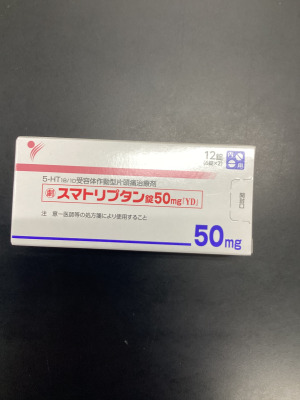 12錠
5-HT1B/1D受容体作動型片頭痛治療剤
劇 スマトリプタン錠50mg「YD」
注 意－医師等の処方箋により使用すること
50mg